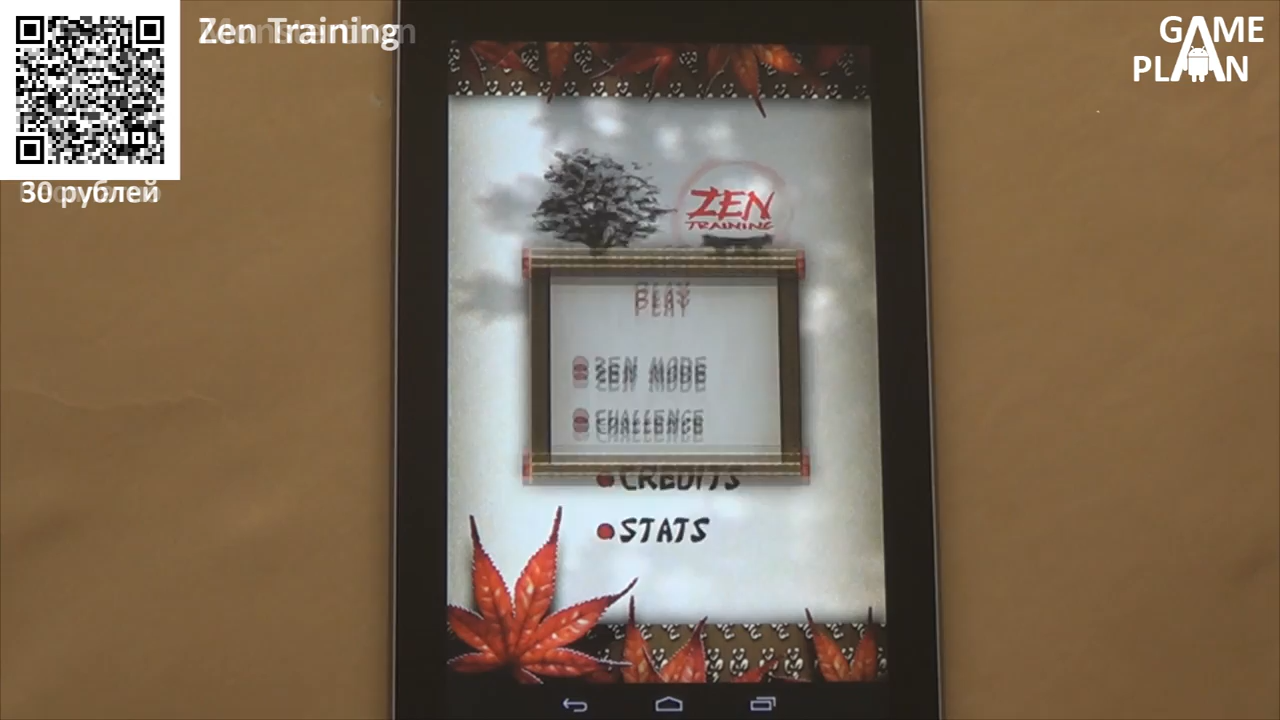 Zen Training
30 рублей
GAME
PLAN
ZEN
TRAINING
PLAY
ZEN MODE
CHALLENGE
CREDITS
STATS